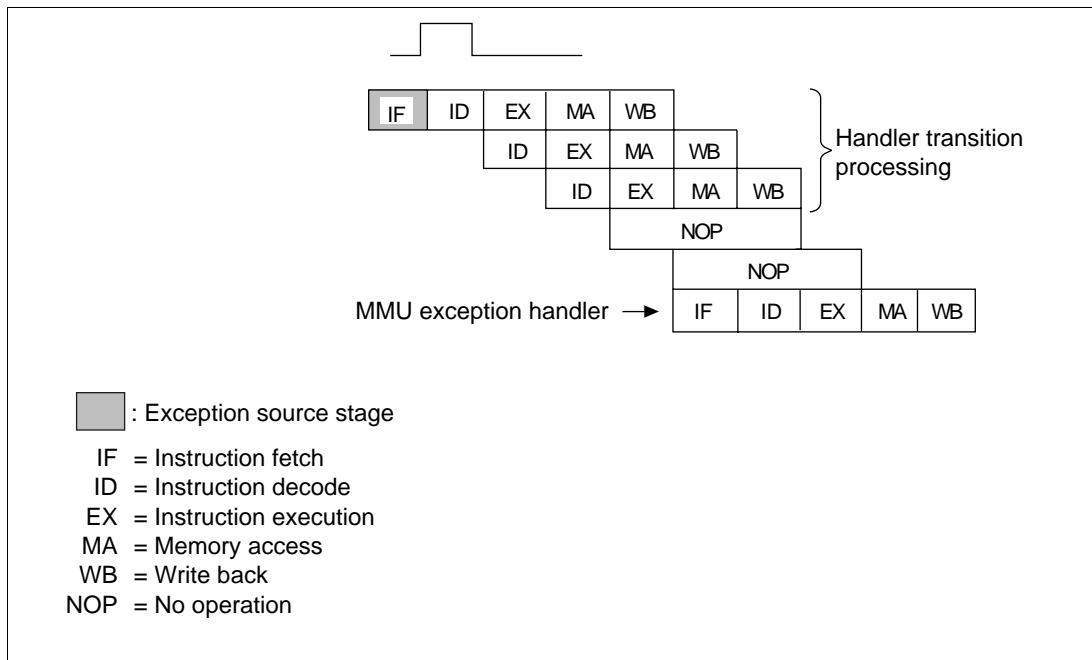 IF ID EX MA WB
ID EX MA WB
ID EX MA WB
Handler transition
processing
NOP
NOP
MMU exception handler → IF ID EX MA WB
: Exception source stage
IF = Instruction fetch
ID = Instruction decode
EX = Instruction execution
MA = Memory access
WB = Write back
NOP = No operation